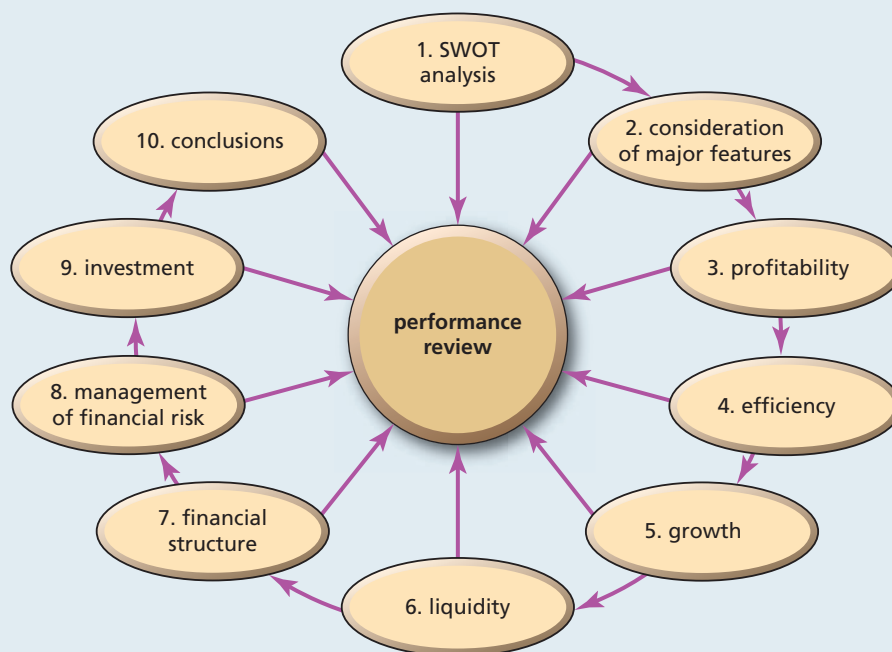 1. SWOT
analysis
2. consideration
of major features
3. profitability
4. efficiency
5. growth
6. liquidity
7. financial
structure
8. management
of financial risk
9. investment
10. conclusions
performance
review